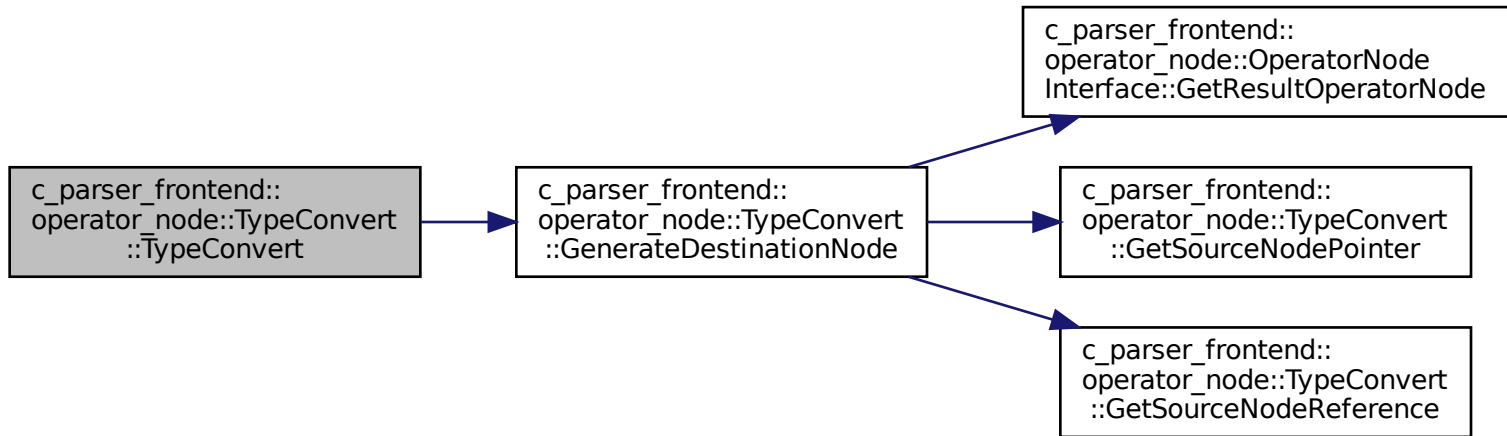 c_parser_frontend::
operator_node::TypeConvert
::TypeConvert
c_parser_frontend::
operator_node::TypeConvert
::GenerateDestinationNode
c_parser_frontend::
operator_node::OperatorNode
Interface::GetResultOperatorNode
c_parser_frontend::
operator_node::TypeConvert
::GetSourceNodePointer
c_parser_frontend::
operator_node::TypeConvert
::GetSourceNodeReference